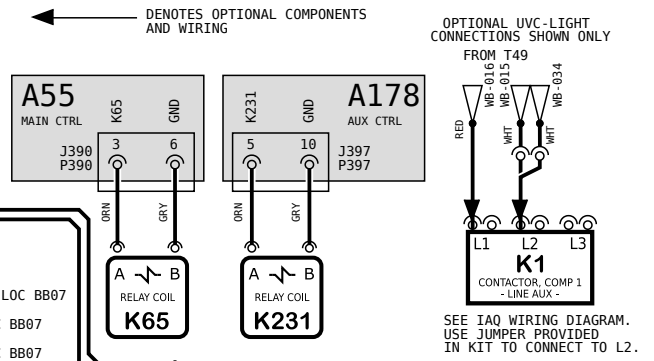 DENOTES OPTIONAL COMPONENTS
AND WIRING
OPTIONAL UVC-LIGHT
CONNECTIONS SHOWN ONLY
FROM T49
WB-016
WB-015
WB-034
RED
WHT
WHT
A55
MAIN CTRL
K65
GND
3
6
J390
P390
K231
GND
A178
AUX CTRL
5
10
J397
P397
ORN
GRY
ORN
GRY
A B
RELAY COIL
K65
A B
RELAY COIL
K231
L1 L2 L3
K1
CONTACTOR, COMP 1
- LINE AUX -
SEE IAQ WIRING DIAGRAM.
USE JUMPER PROVIDED
IN KIT TO CONNECT TO L2.
LOC BB07
BB07
BB07